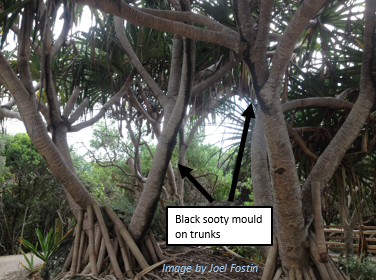 Black sooty mould
on trunks
Image by Joel Fostin